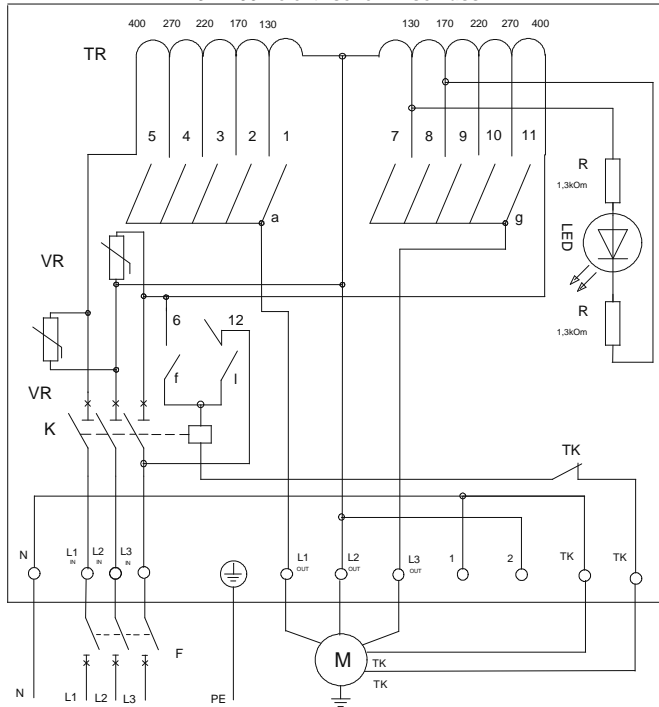 400 270 220 170 130 130 170 220 270 400
TR
5 4 3 2 1 7 8 9 10 11
R
1,3kOm
a g
LED
VR
6 12
R
1,3kOm
VR
f l
K
TK
N L1 L2 L3 L1 L2 L3 1 2 TK TK
IN IN IN OUT OUT OUT
F
M
TK
TK
N L1 L2 L3 PE